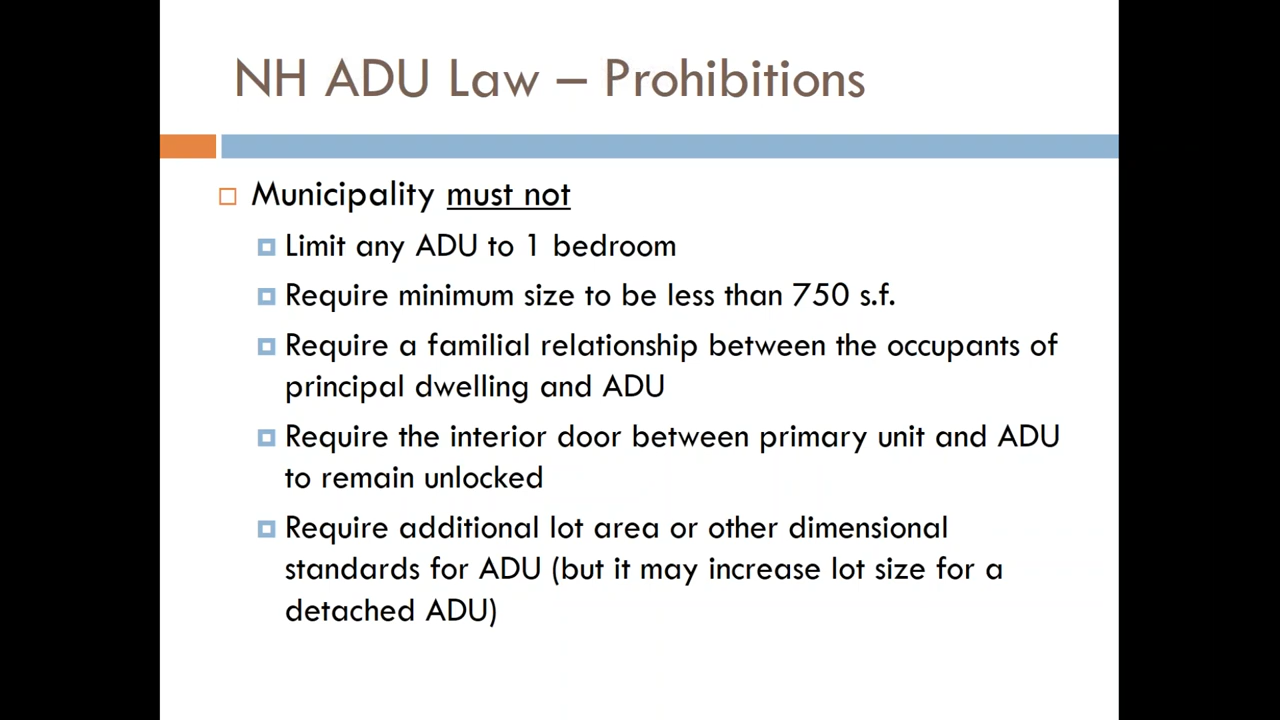 NH ADU Law – Prohibitions
Municipality must not
Limit any ADU to 1 bedroom
Require minimum size to be less than 750 s.f.
Require a familial relationship between the occupants of
principal dwelling and ADU
Require the interior door between primary unit and ADU
to remain unlocked
Require additional lot area or other dimensional
standards for ADU (but it may increase lot size for a
detached ADU)